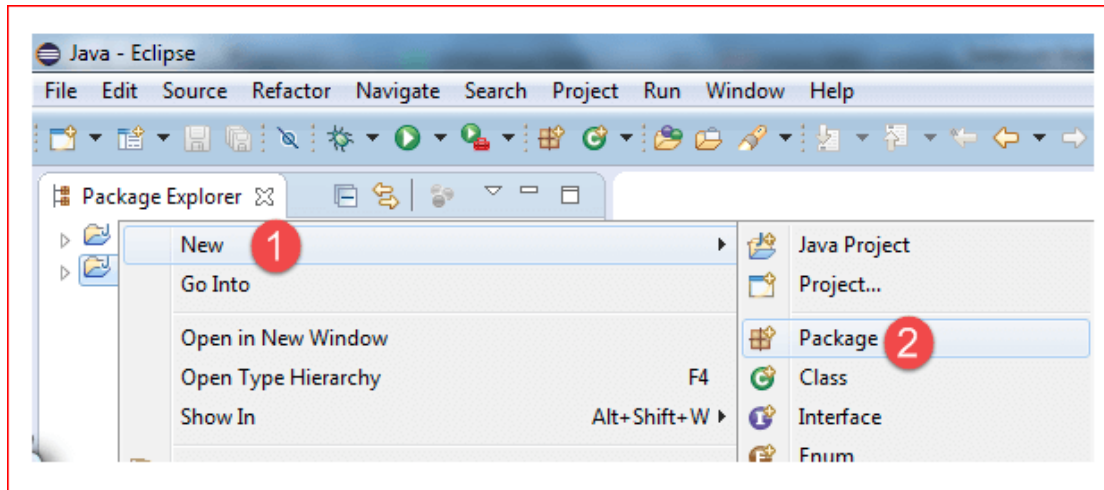 Java - Eclipse
File Edit Source Refactor Navigate Search Project Run Window Help
Package Explorer
New 1
Java Project
Go Into
Project...
Open in New Window
Package 2
Open Type Hierarchy F4
Class
Show In Alt+Shift+W
Interface
Enum